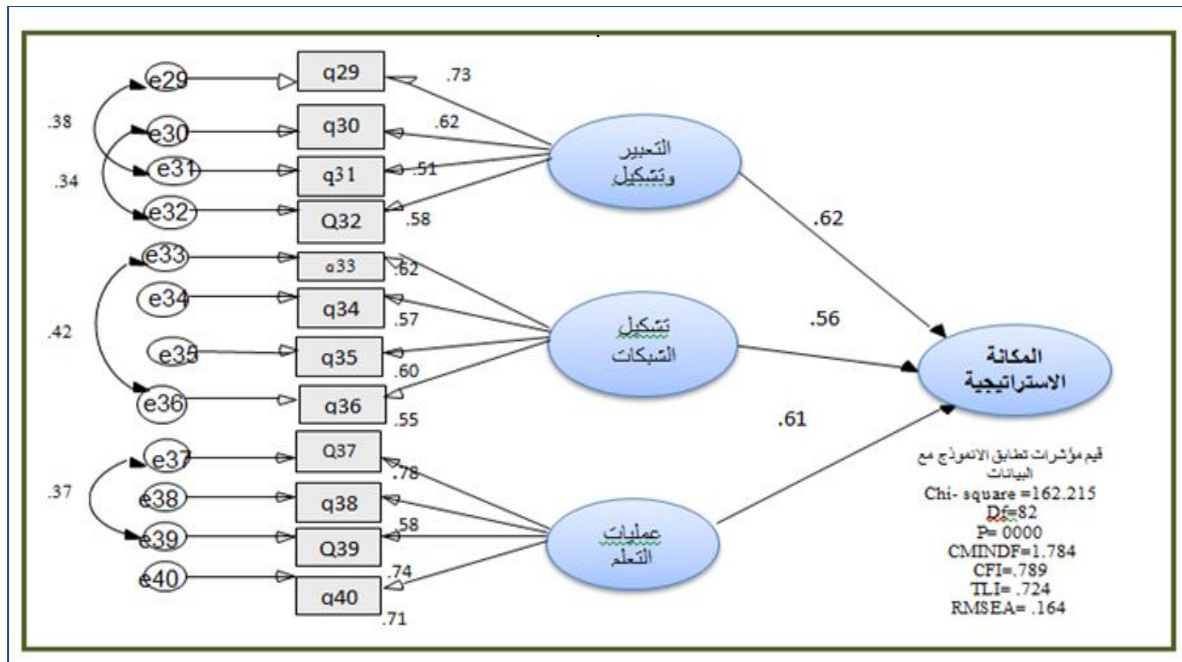 e29
q29
.73
.38
e30
q30
.62
e31
q31
.51
.34
e32
Q32
.58
التعبير
وتشكيل
.62
e33
q33
.62
e34
q34
.57
.42
e35
q35
.60
e36
q36
.55
تشكيل
الشبكات
.56
المكانة
الاستراتيجية
e37
Q37
.78
.37
e38
q38
.58
e39
Q39
.74
e40
q40
.71
عمليات
التعلم
.61
قيم مؤشرات تطابق الانموذج مع
البيانات
Chi- square =162.215
Df=82
P= 0000
CMINDF=1.784
CFI=.789
TLI= .724
RMSEA= .164